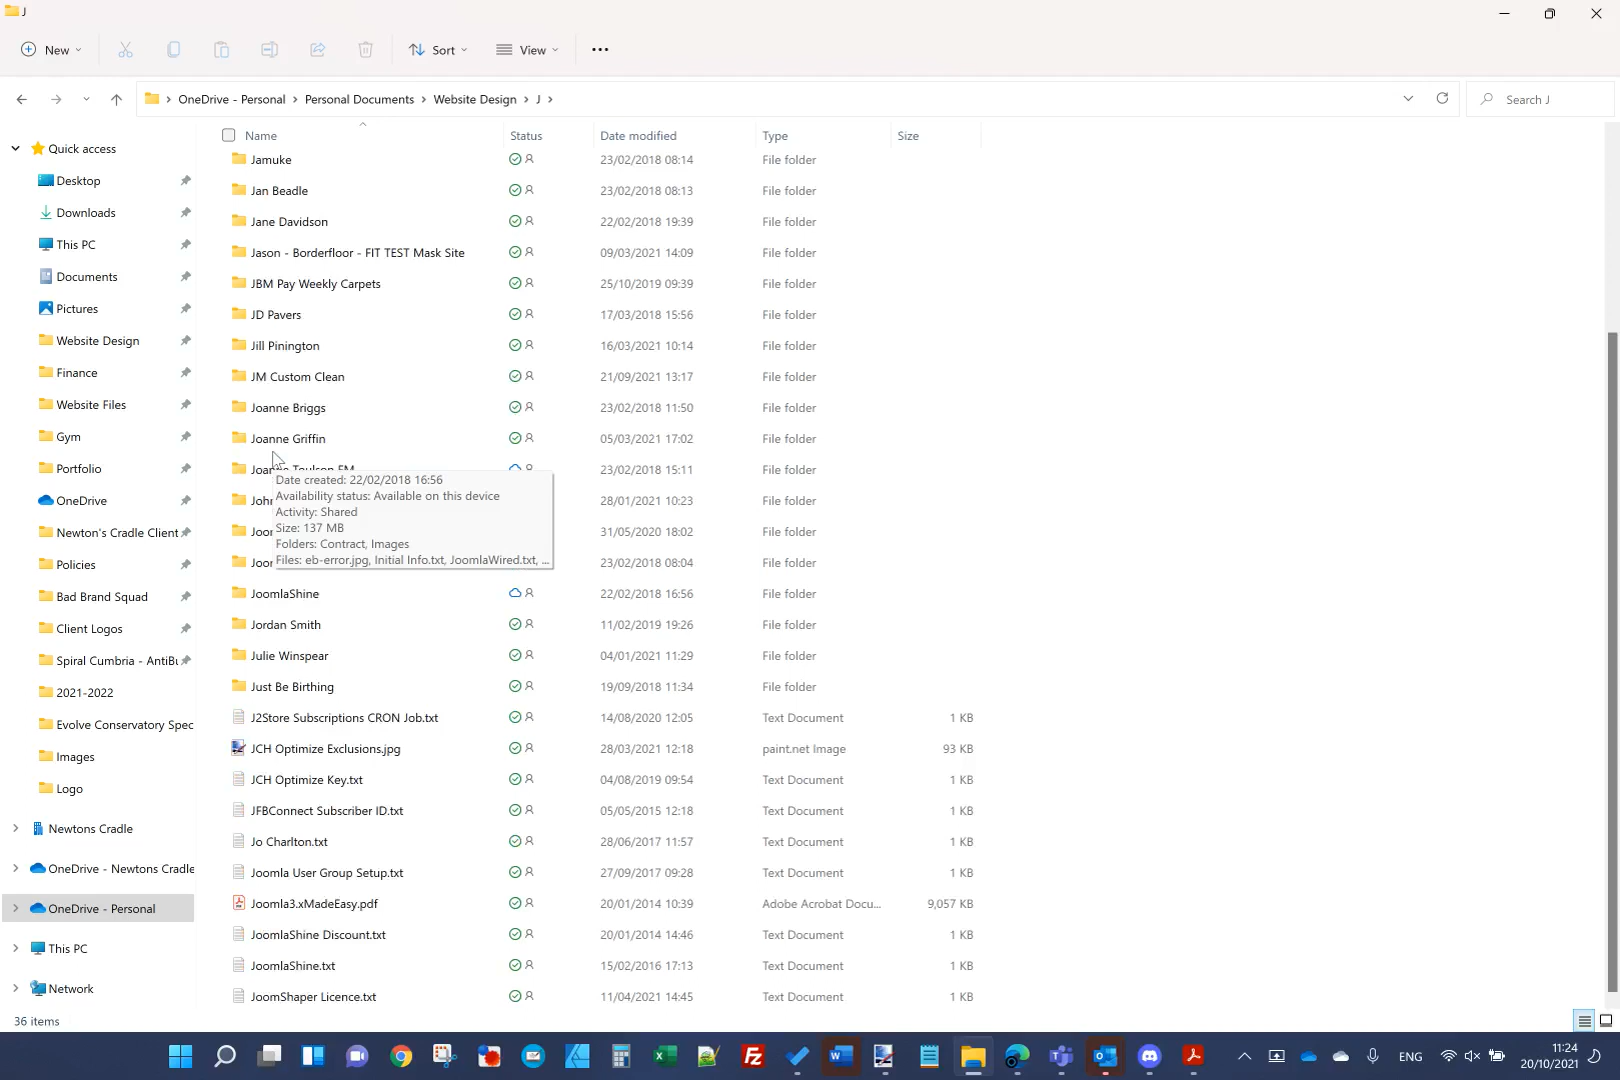 J
New
Sort
View
OneDrive - Personal > Personal Documents > Website Design > J >
Search J
Name Status Date modified Type Size
Quick access
Desktop
Downloads
This PC
Documents
Pictures
Website Design
Finance
Website Files
Gym
Portfolio
OneDrive
Newton's Cradle Client
Policies
Bad Brand Squad
Client Logos
Spiral Cumbria - AntiBu
2021-2022
Evolve Conservatory Spec
Images
Logo
Newtons Cradle
OneDrive - Newtons Cradle
OneDrive - Personal
This PC
Network
Jamuke 23/02/2018 08:14 File folder
Jan Beadle 23/02/2018 08:13 File folder
Jane Davidson 22/02/2018 19:39 File folder
Jason - Borderfloor - FIT TEST Mask Site 09/03/2021 14:09 File folder
JBM Pay Weekly Carpets 25/10/2019 09:39 File folder
JD Pavers 17/03/2018 15:56 File folder
Jill Pinington 16/03/2021 10:14 File folder
JM Custom Clean 21/09/2021 13:17 File folder
Joanne Briggs 23/02/2018 11:50 File folder
Joanne Griffin 05/03/2021 17:02 File folder
Joanne Toulson EM 23/02/2018 15:11 File folder
John 28/01/2021 10:23 File folder
Joo 31/05/2020 18:02 File folder
Joo 23/02/2018 08:04 File folder
Date created: 22/02/2018 16:56
Availability status: Available on this device
Activity: Shared
Size: 137 MB
Folders: Contract, Images
Files: eb-error.jpg, Initial Info.txt, JoomlaWired.txt, ...
JoomlaShine 22/02/2018 16:56 File folder
Jordan Smith 11/02/2019 19:26 File folder
Julie Winspear 04/01/2021 11:29 File folder
Just Be Birthing 19/09/2018 11:34 File folder
J2Store Subscriptions CRON Job.txt 14/08/2020 12:05 Text Document 1 KB
JCH Optimize Exclusions.jpg 28/03/2021 12:18 paint.net Image 93 KB
JCH Optimize Key.txt 04/08/2019 09:54 Text Document 1 KB
JFBConnect Subscriber ID.txt 05/05/2015 12:18 Text Document 1 KB
Jo Charlton.txt 28/06/2017 11:57 Text Document 1 KB
Joomla User Group Setup.txt 27/09/2017 09:28 Text Document 1 KB
Joomla3.xMadeEasy.pdf 20/01/2014 10:39 Adobe Acrobat Docu... 9,057 KB
JoomlaShine Discount.txt 20/01/2014 14:46 Text Document 1 KB
JoomlaShine.txt 15/02/2016 17:13 Text Document 1 KB
JoomShaper Licence.txt 11/04/2021 14:45 Text Document 1 KB
36 items
ENG
11:24
20/10/2021